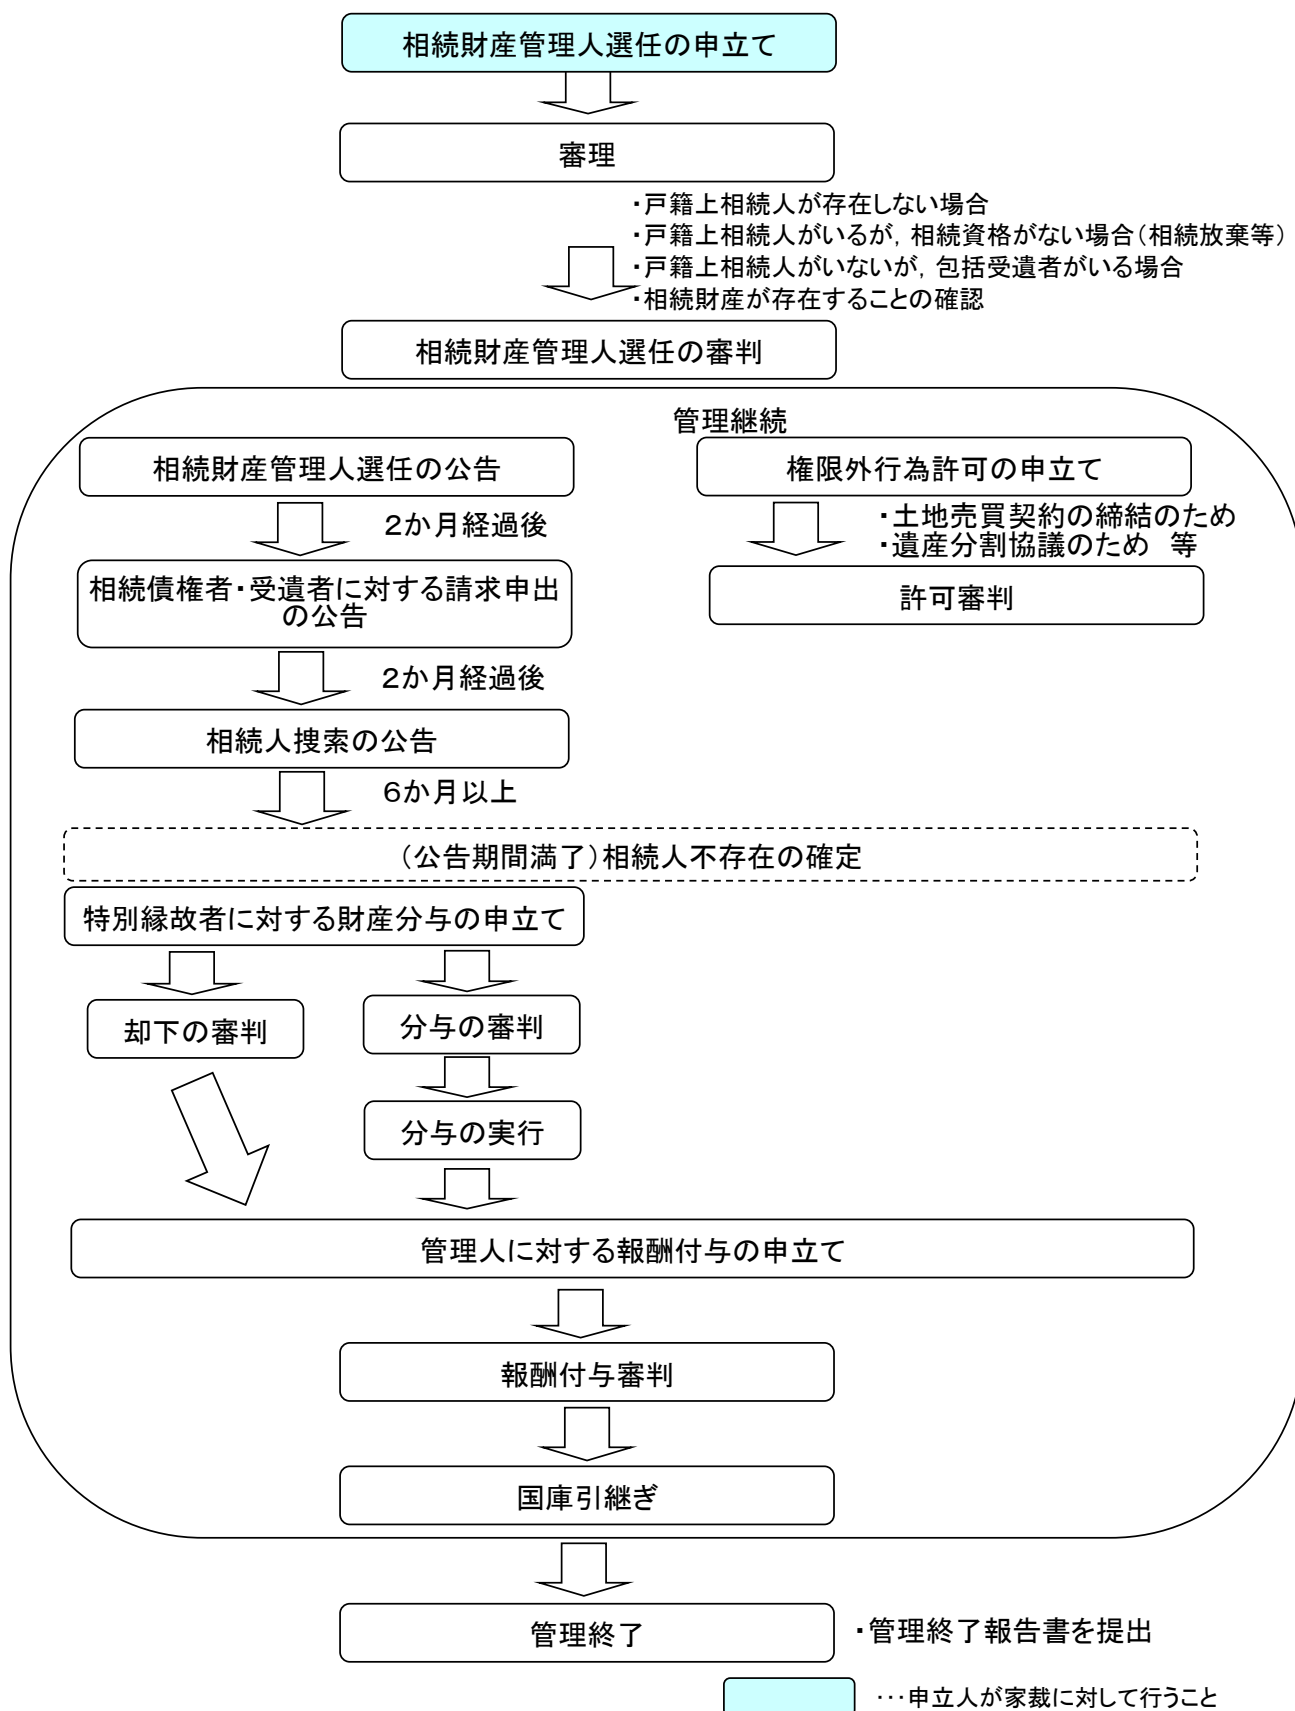 相続財産管理人選任の申立て
審理
・戸籍上相続人が存在しない場合
・戸籍上相続人がいるが，相続資格がない場合（相続放棄等）
・戸籍上相続人がいないが，包括受遺者がいる場合
・相続財産が存在することの確認
相続財産管理人選任の審判
管理継続
相続財産管理人選任の公告
2か月経過後
相続債権者・受遺者に対する請求申出
の公告
2か月経過後
相続人捜索の公告
6か月以上
権限外行為許可の申立て
・土地売買契約の締結のため
・遺産分割協議のため　等
許可審判
（公告期間満了）相続人不存在の確定
特別縁故者に対する財産分与の申立て
却下の審判
分与の審判
分与の実行
管理人に対する報酬付与の申立て
報酬付与審判
国庫引継ぎ
管理終了
・管理終了報告書を提出
…申立人が家裁に対して行うこと